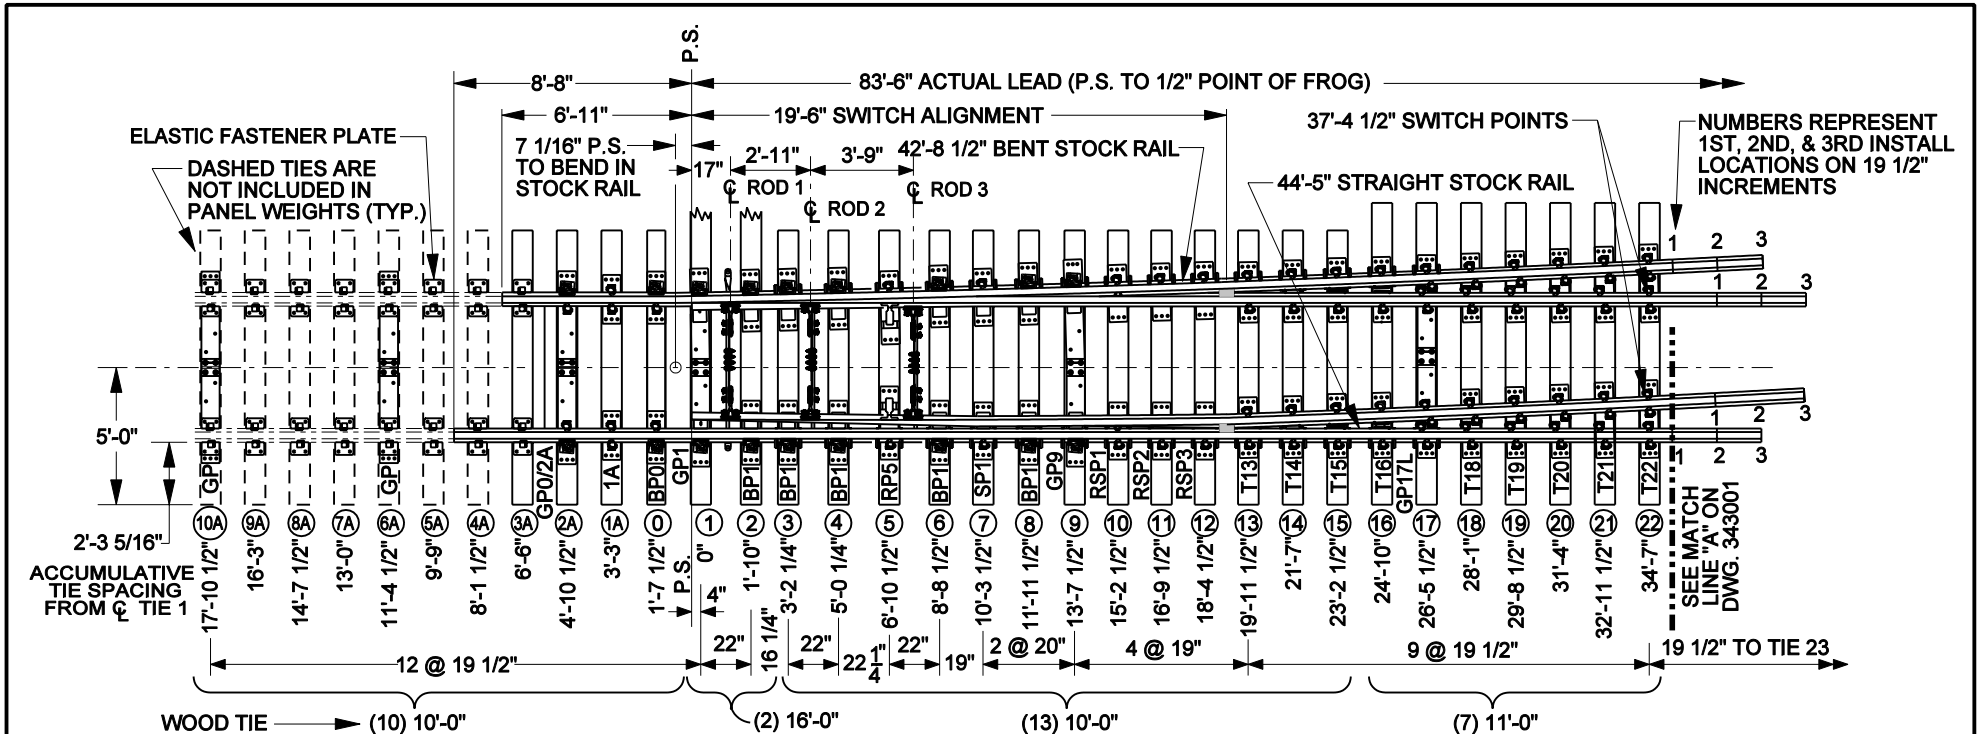 P.S.
8'-8"
83'-6" ACTUAL LEAD (P.S. TO 1/2" POINT OF FROG)
6'-11"
19'-6" SWITCH ALIGNMENT
ELASTIC FASTENER PLATE
DASHED TIES ARE
NOT INCLUDED IN
PANEL WEIGHTS (TYP.)
7 1/16" P.S.
TO BEND IN
STOCK RAIL
17"
2'-11"
3'-9"
℄ ROD 1
℄ ROD 2
℄ ROD 3
42'-8 1/2" BENT STOCK RAIL
37'-4 1/2" SWITCH POINTS
44'-5" STRAIGHT STOCK RAIL
NUMBERS REPRESENT
1ST, 2ND, & 3RD INSTALL
LOCATIONS ON 19 1/2"
INCREMENTS
1 2 3
1 2 3
1 2 3
1 2 3
5'-0"
2'-3 5/16"
GP
GP
GP0/2A
1A
BP0
GP1
BP1
BP1
BP1
RP5
BP1
SP1
BP1
GP9
RSP1
RSP2
RSP3
T13
T14
T15
T16
GP17L
T18
T19
T20
T21
T22
10A 9A 8A 7A 6A 5A 4A 3A 2A 1A 0 1 2 3 4 5 6 7 8 9 10 11 12 13 14 15 16 17 18 19 20 21 22
ACCUMULATIVE
TIE SPACING
FROM ℄ TIE 1
17'-10 1/2"
16'-3"
14'-7 1/2"
13'-0"
11'-4 1/2"
9'-9"
8'-1 1/2"
6'-6"
4'-10 1/2"
3'-3"
1'-7 1/2"
P.S.
0"
1'-10"
3'-2 1/4"
5'-0 1/4"
6'-10 1/2"
8'-8 1/2"
10'-3 1/2"
11'-11 1/2"
13'-7 1/2"
15'-2 1/2"
16'-9 1/2"
18'-4 1/2"
19'-11 1/2"
21'-7"
23'-2 1/2"
24'-10"
26'-5 1/2"
28'-1"
29'-8 1/2"
31'-4"
32'-11 1/2"
34'-7"
SEE MATCH
LINE "A" ON
DWG. 343001
4"
12 @ 19 1/2"
22"
16 1/4"
22"
22 1/4"
22"
19"
2 @ 20"
4 @ 19"
9 @ 19 1/2"
19 1/2" TO TIE 23
WOOD TIE
(10) 10'-0"
(2) 16'-0"
(13) 10'-0"
(7) 11'-0"